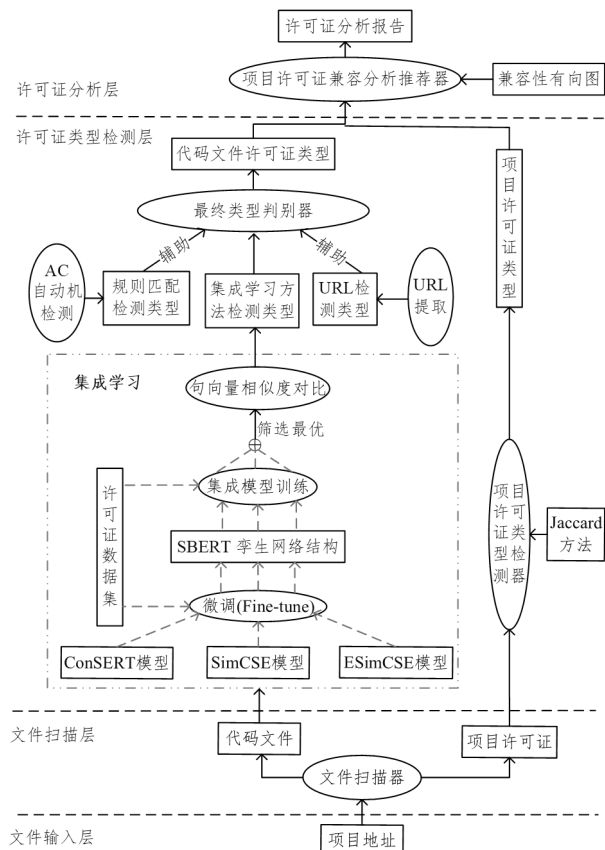 许可证分析报告
项目许可证兼容分析推荐器
兼容性有向图
许可证分析层
许可证类型检测层
代码文件许可证类型
项目许可证类型
最终类型判别器
辅助
辅助
AC
自动机
检测
规则匹配
检测类型
集成学习方
法检测类型
URL检
测类型
URL
提取
集成学习
句向量相似度对比
筛选最优
集成模型训练
许可证数据集
SBERT 孪生网络结构
微调(Fine-tune)
ConSERT模型
SimCSE模型
ESimCSE模型
项目
许可
证类
型检
测器
Jaccard
方法
文件扫描层
代码文件
项目许可证
文件扫描器
文件输入层
项目地址